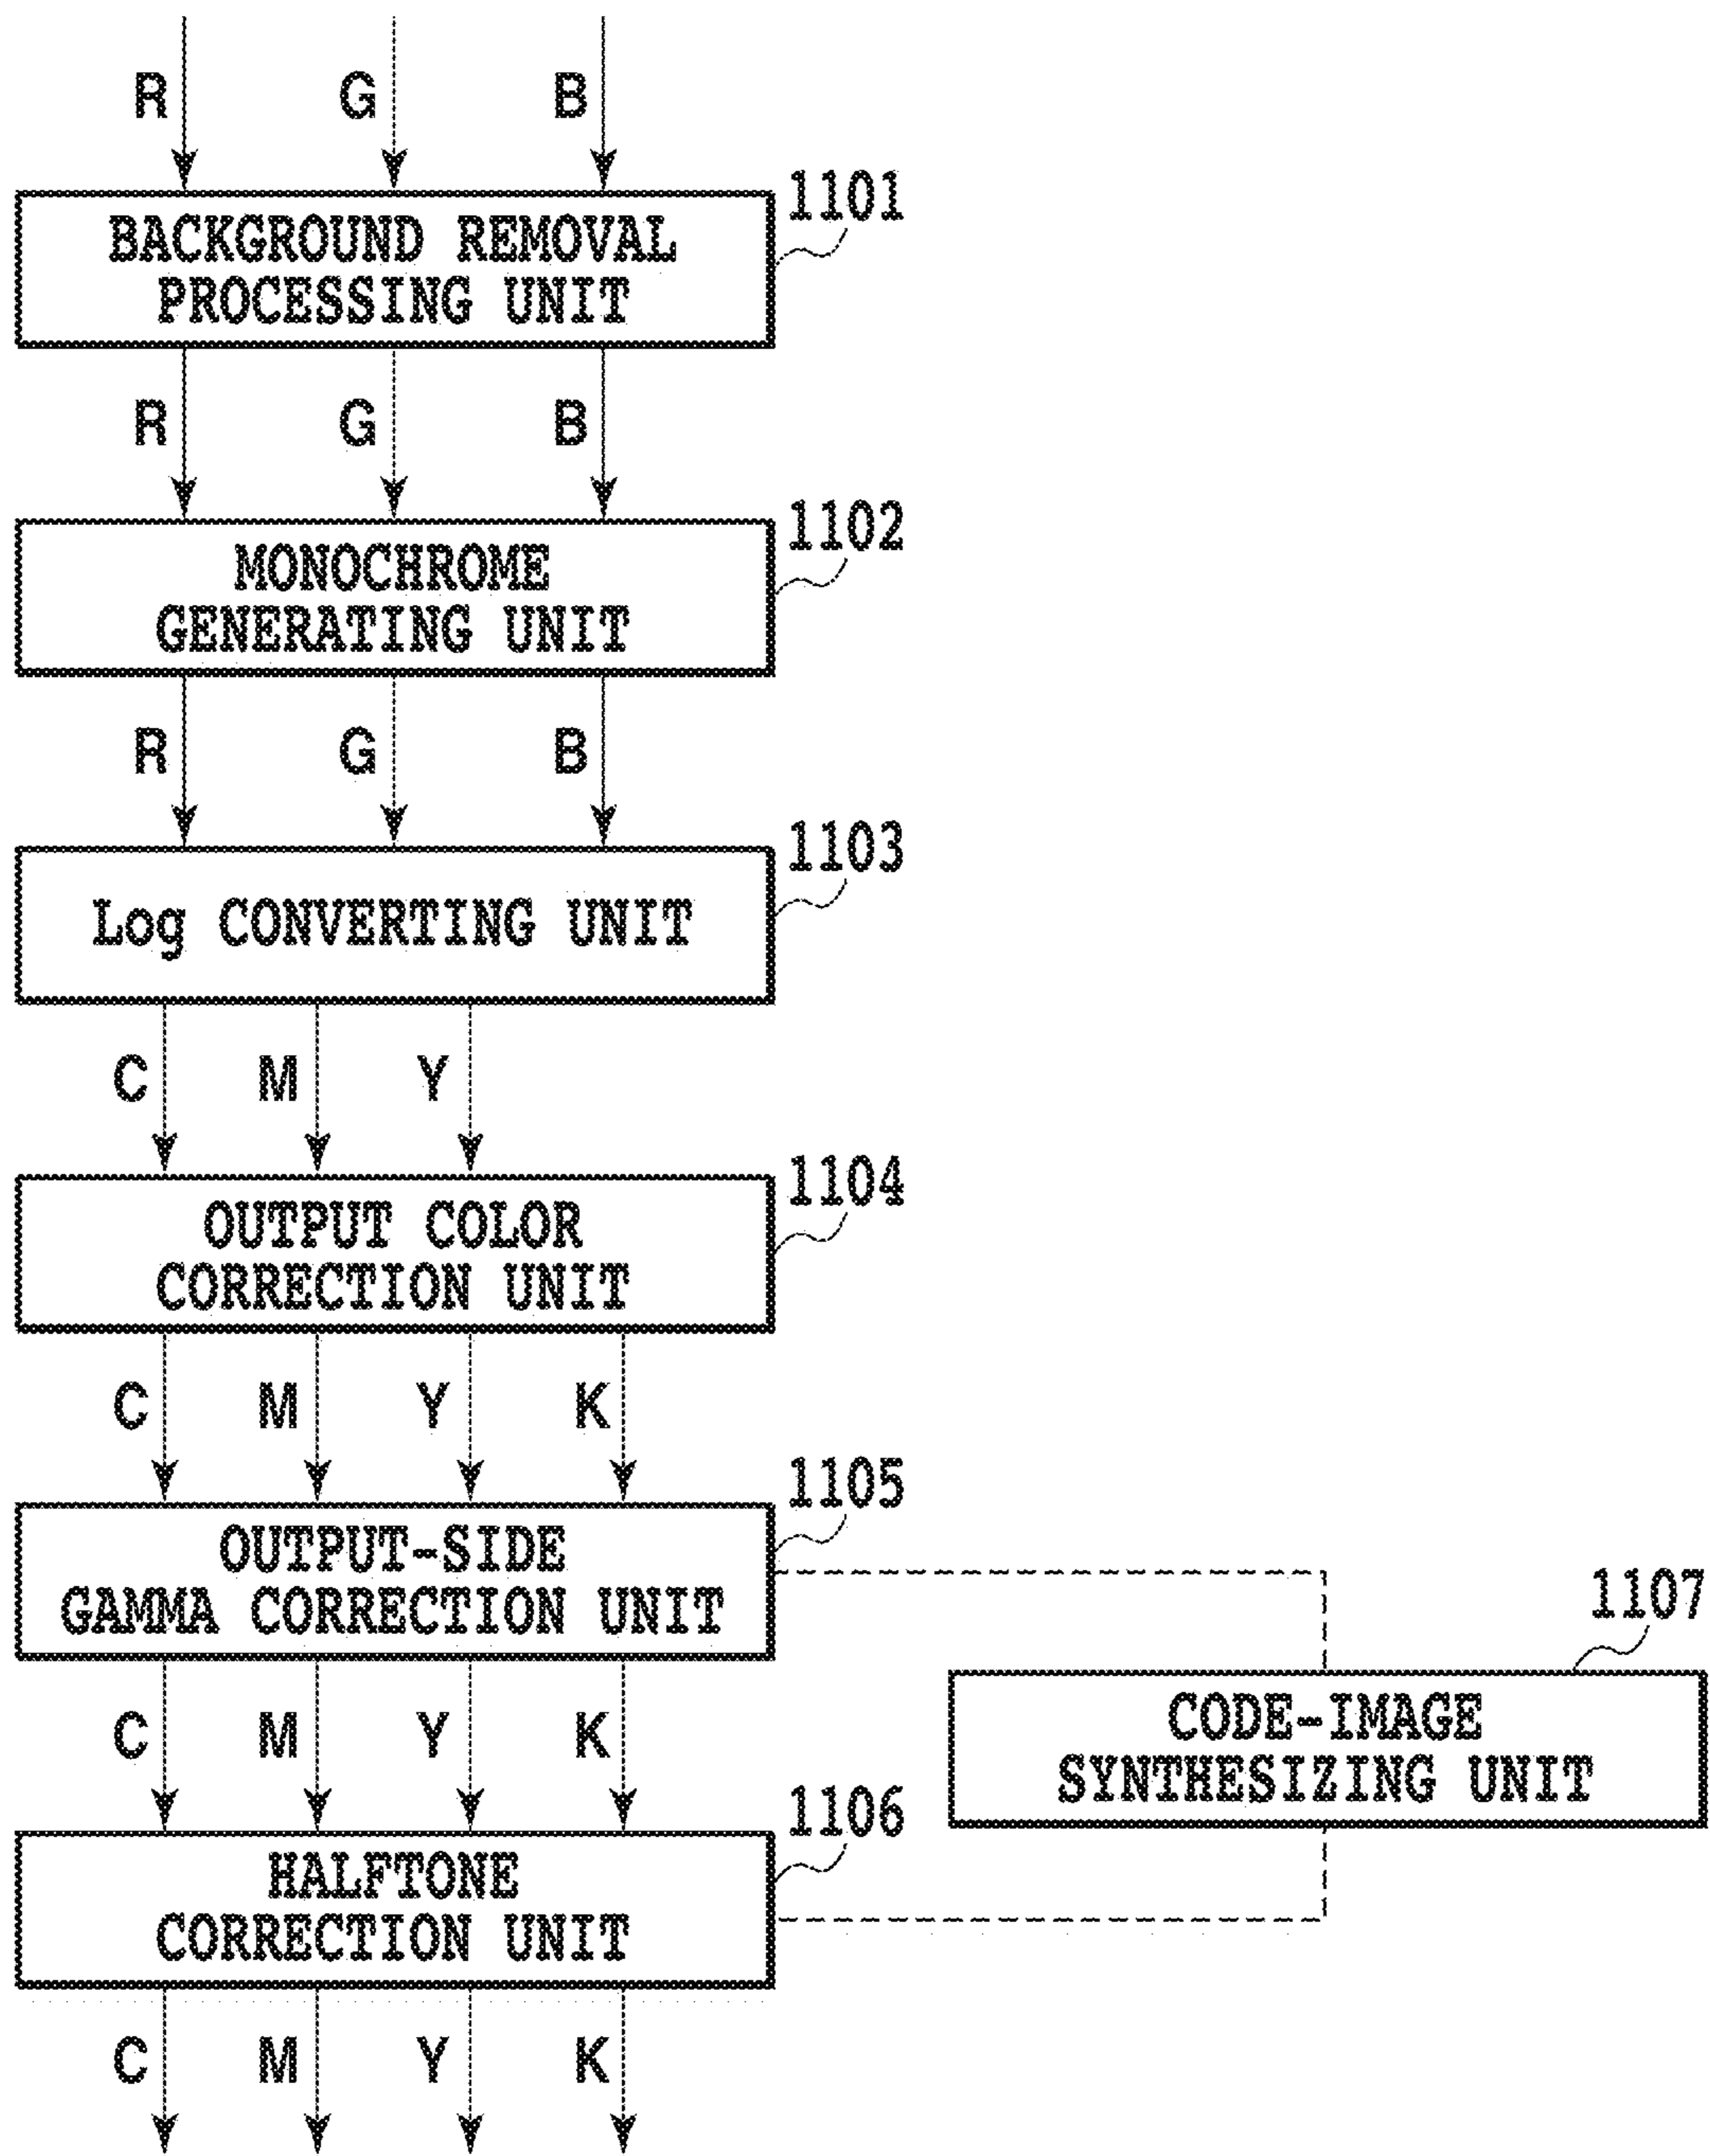 R G B
1101
BACKGROUND REMOVAL
PROCESSING UNIT
R G B
1102
MONOCHROME
GENERATING UNIT
R G B
1103
Log CONVERTING UNIT
C M Y
1104
OUTPUT COLOR
CORRECTION UNIT
C M Y K
1105
OUTPUT-SIDE
GAMMA CORRECTION UNIT
1107
CODE-IMAGE
SYNTHESIZING UNIT
C M Y K
1106
HALFTONE
CORRECTION UNIT
C M Y K